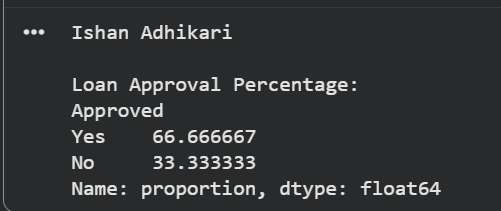 Ishan Adhikari
Loan Approval Percentage:
Approved
Yes    66.666667
No     33.333333
Name: proportion, dtype: float64